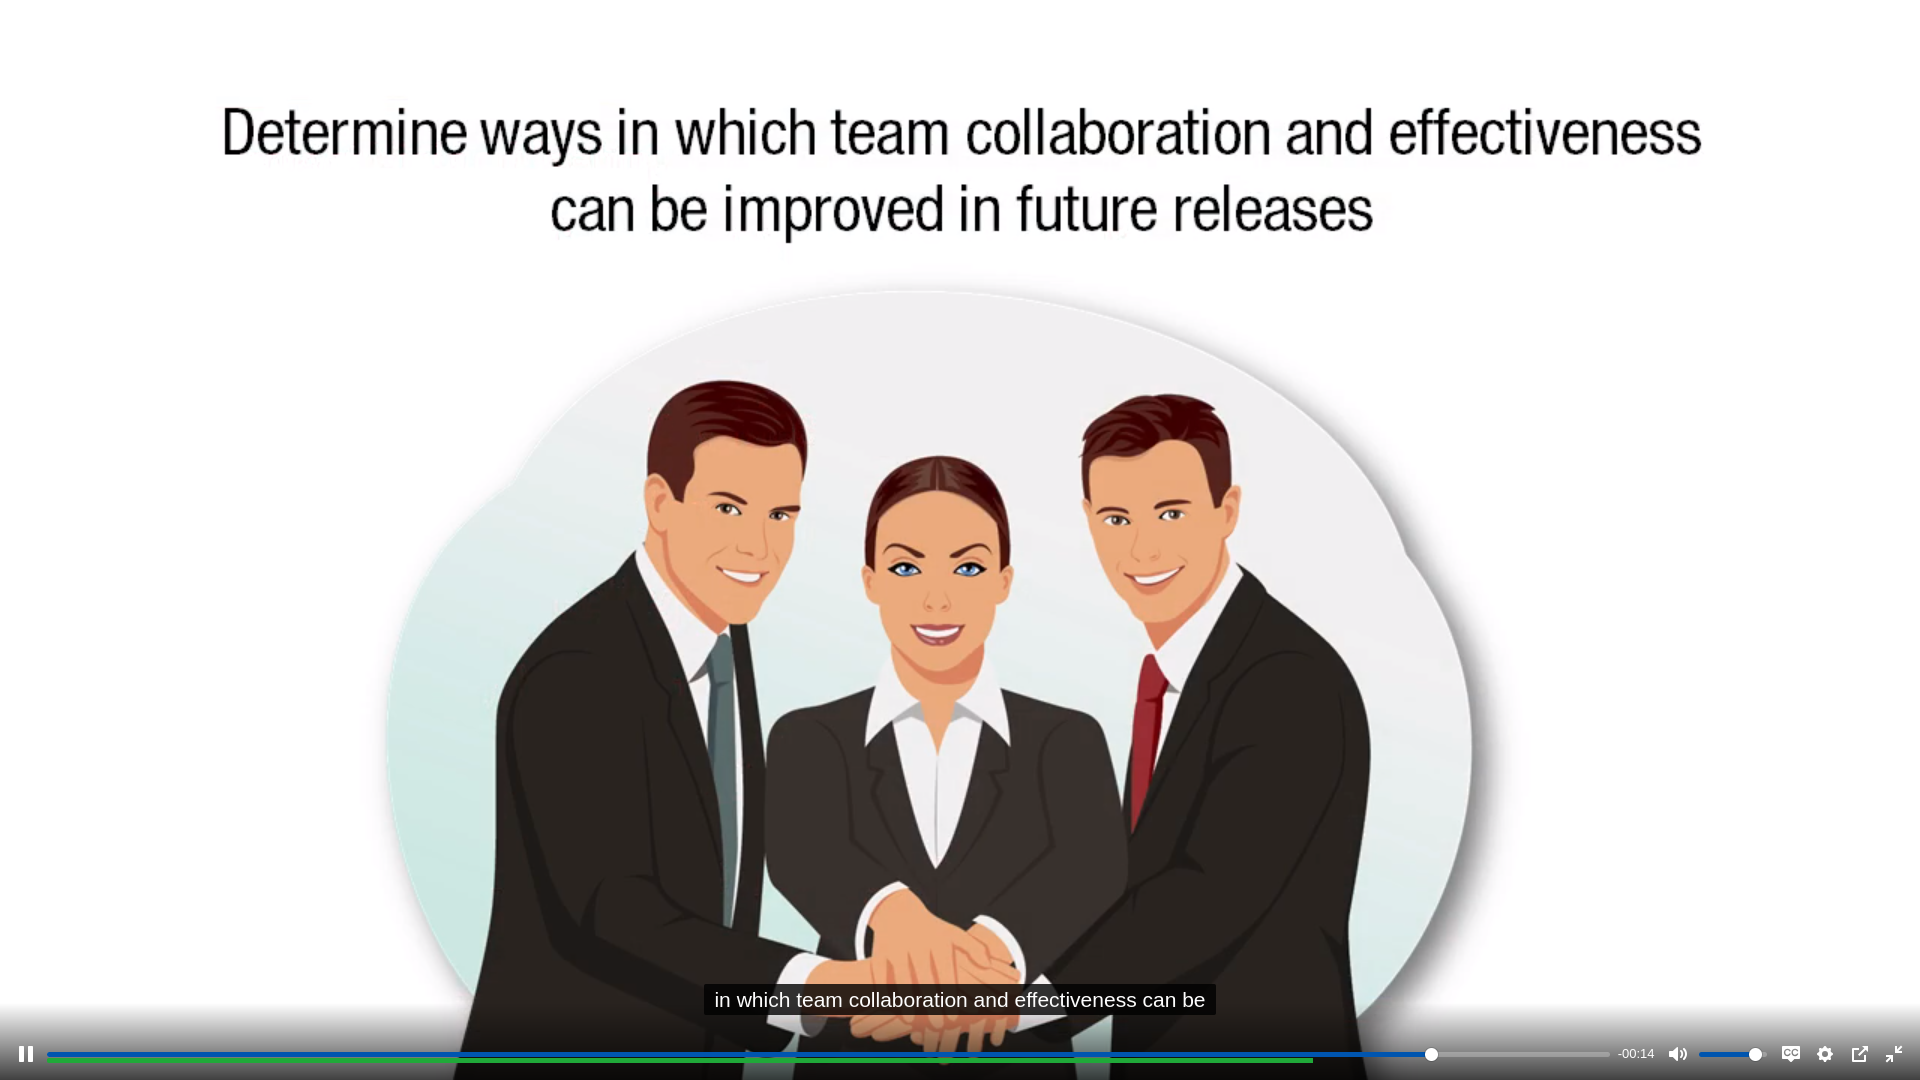 Determine ways in which team collaboration and effectiveness
can be improved in future releases
in which team collaboration and effectiveness can be
-00:14
CC